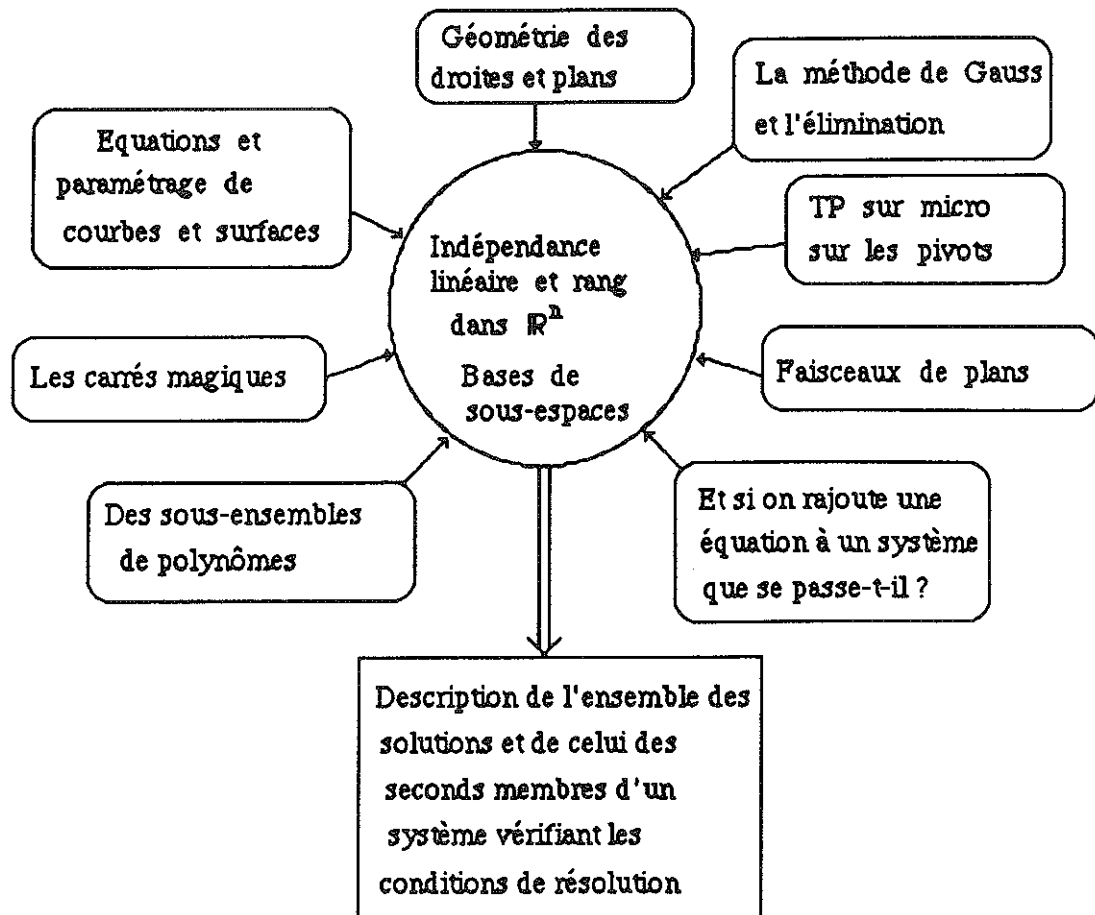 Géométrie des
droites et plans
La méthode de Gauss
et l'élimination
Equations et
paramétrage de
courbes et surfaces
TP sur micro
sur les pivots
Indépendance
linéaire et rang
dans ℝⁿ
Bases de
sous-espaces
Les carrés magiques
Faisceaux de plans
Des sous-ensembles
de polynômes
Et si on rajoute une
équation à un système
que se passe-t-il ?
Description de l'ensemble des
solutions et de celui des
seconds membres d'un
système vérifiant les
conditions de résolution